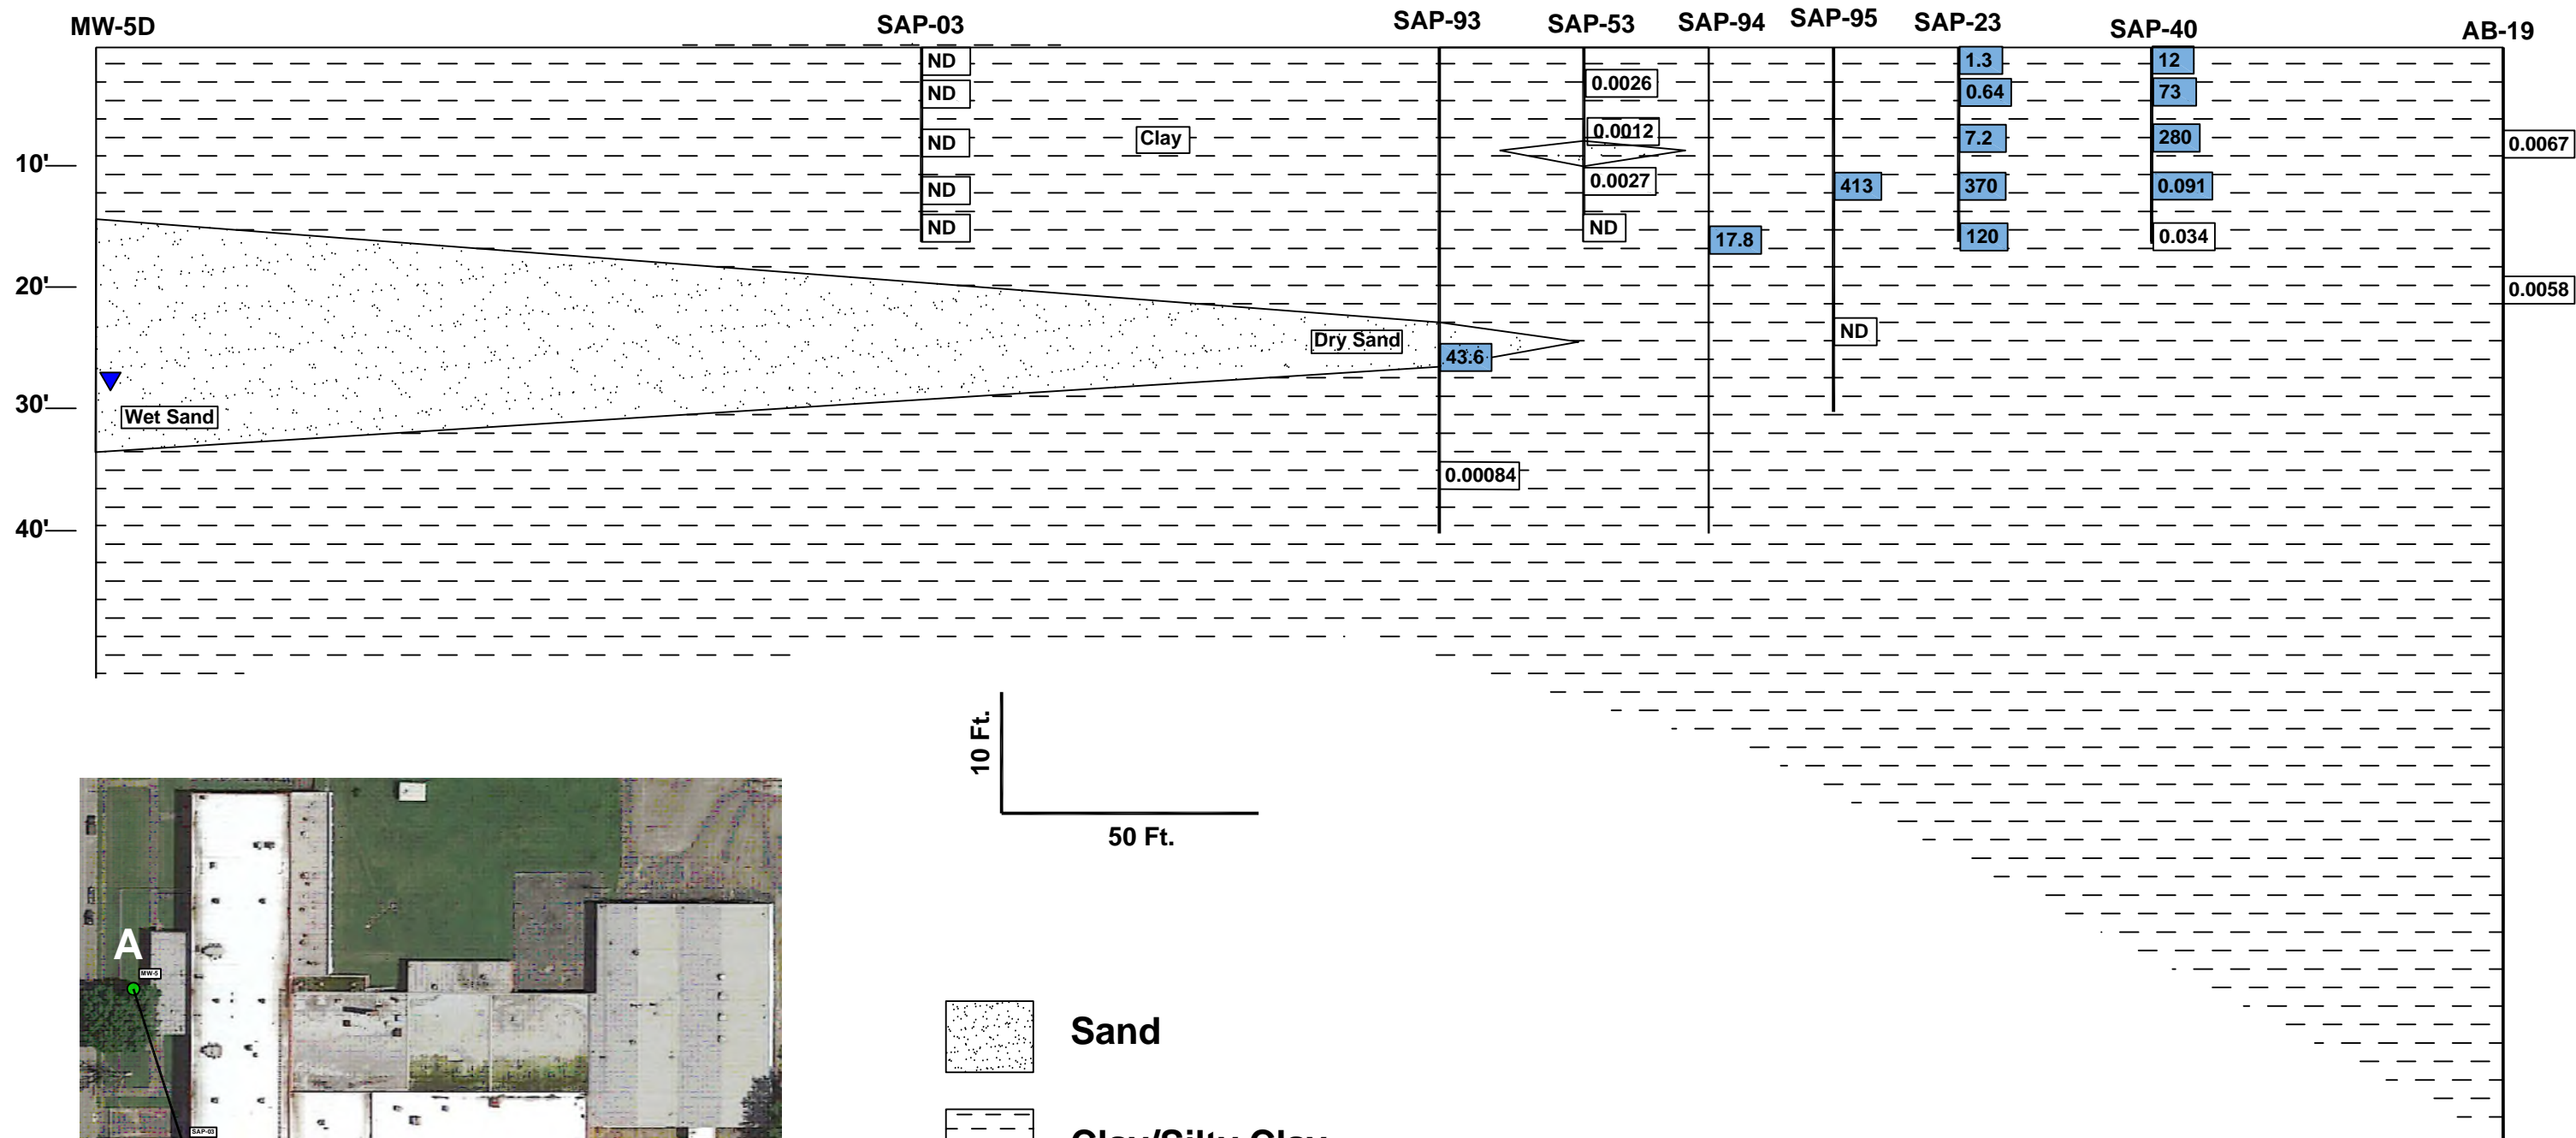 MW-5D
SAP-03
SAP-93
SAP-53
SAP-94
SAP-95
SAP-23
SAP-40
AB-19
ND
1.3
12
0.0026
ND
0.64
73
0.0012
Clay
ND
7.2
280
0.0067
10'
0.0027
ND
413
370
0.091
ND
ND
17.8
120
0.034
20'
0.0058
ND
Dry Sand
43.6
30'
Wet Sand
0.00084
40'
10 Ft.
50 Ft.
A
MW-5
Sand
SAP-03
Clay/Silty Clay